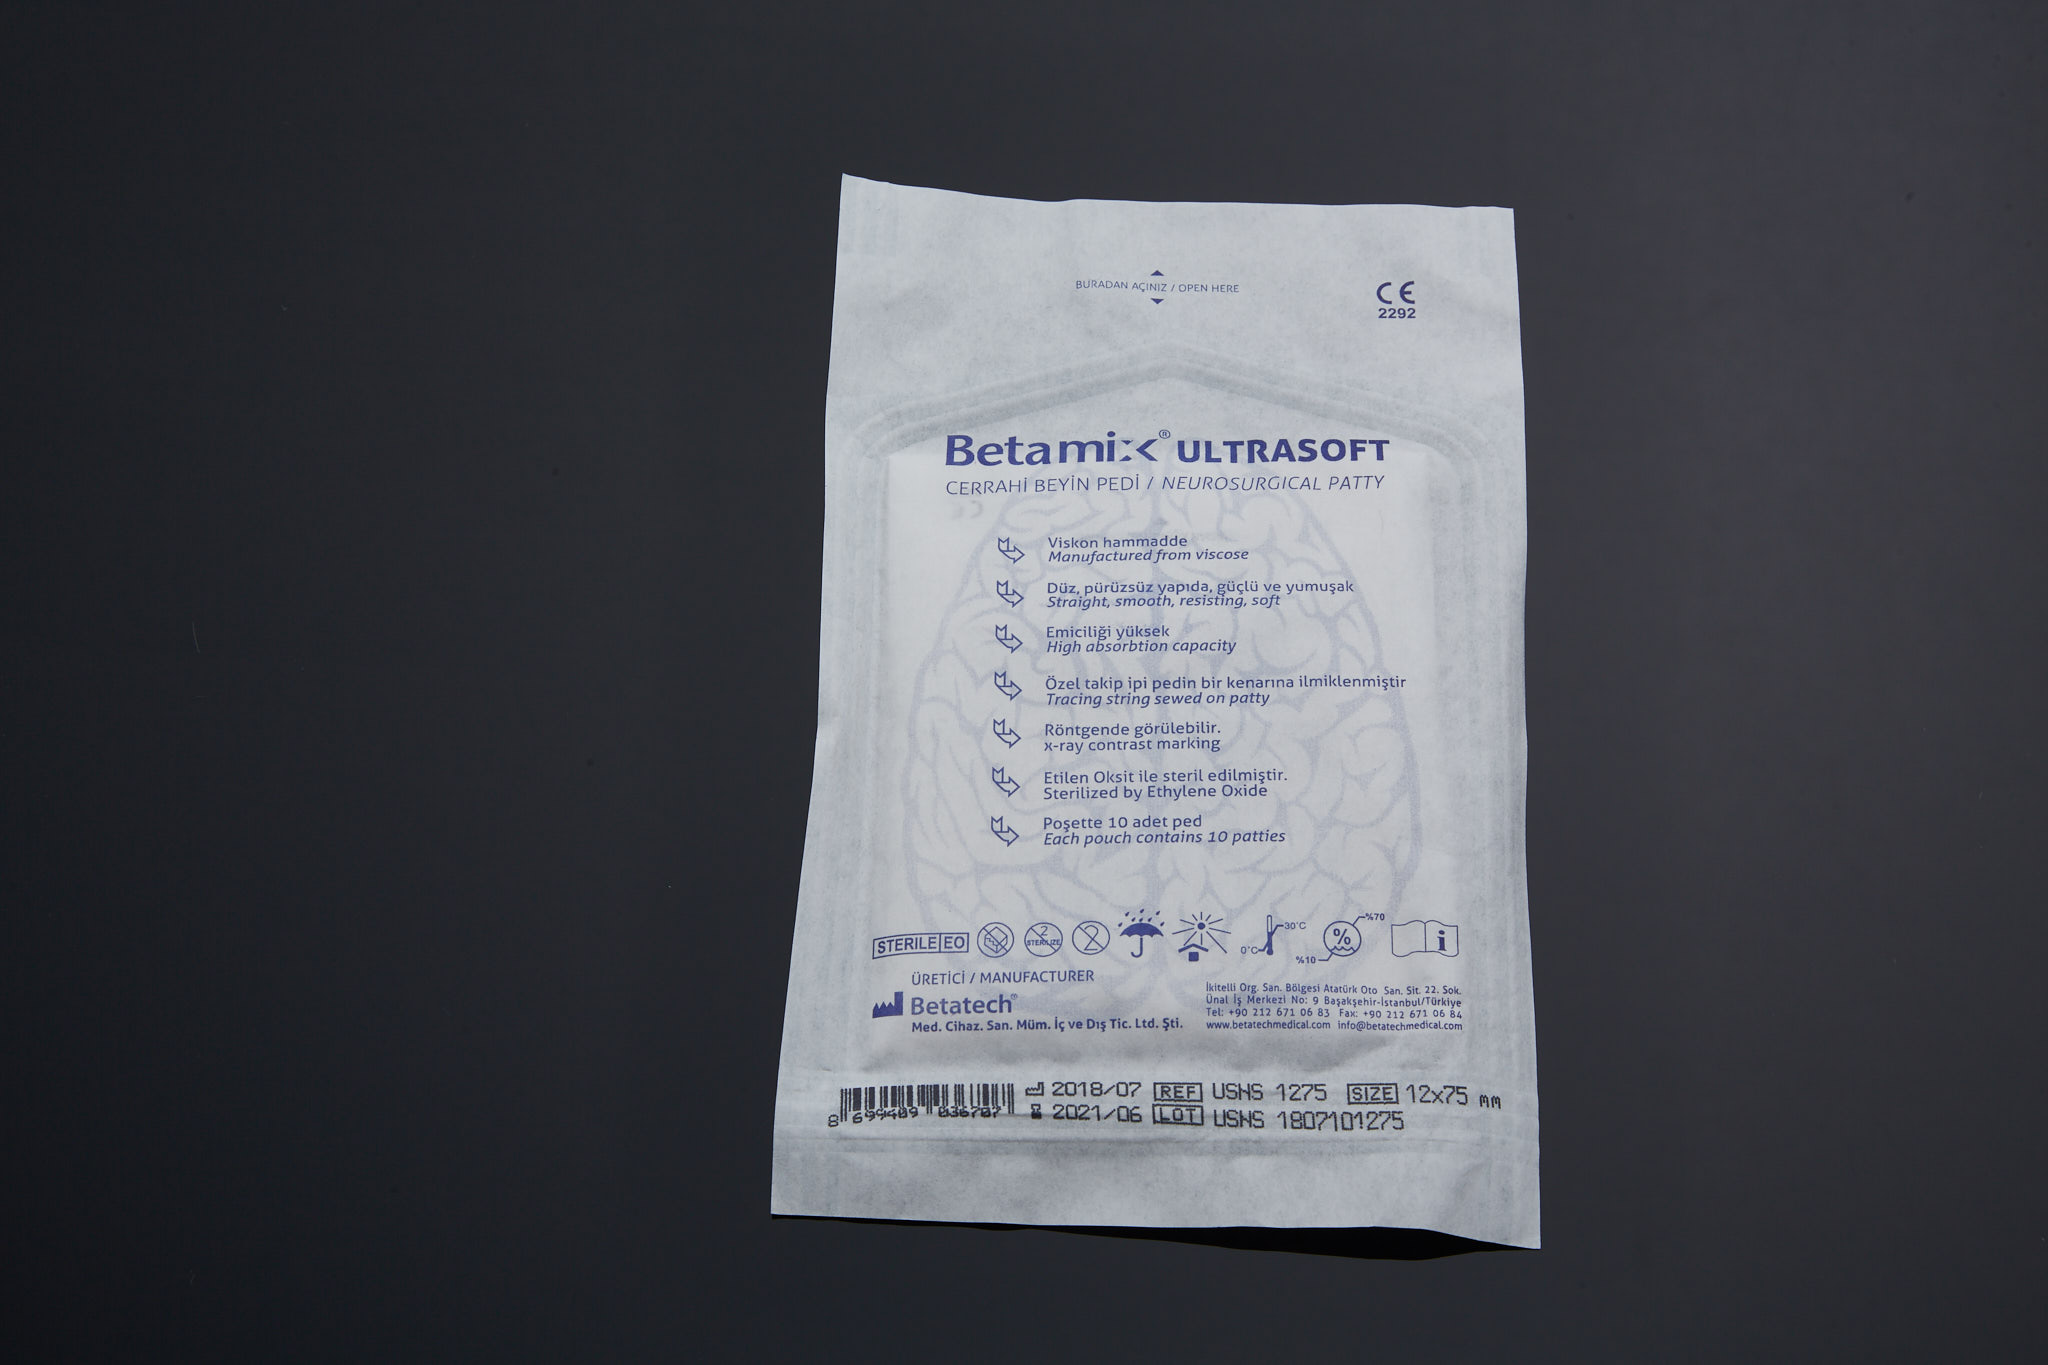 BURADAN AÇINIZ / OPEN HERE
CE
2292
Betamix® ULTRASOFT
CERRAHİ BEYİN PEDİ / NEUROSURGICAL PATTY
Viskon hammadde
Manufactured from viscose
Düz, pürüzsüz yapıda, güçlü ve yumuşak
Straight, smooth, resisting, soft
Emiciliği yüksek
High absorbtion capacity
Özel takip ipi pedin bir kenarına ilmiklenmiştir
Tracing string sewed on patty
Röntgende görülebilir.
x-ray contrast marking
Etilen Oksit ile steril edilmiştir.
Sterilized by Ethylene Oxide
Poşette 10 adet ped
Each pouch contains 10 patties
STERILE EO
2
STERILIZE
2
0°C
30°C
%10
%
%70
i
ÜRETİCİ / MANUFACTURER
Betatech®
Med. Cihaz. San. Müm. İç ve Dış Tic. Ltd. Şti.
İkitelli Org. San. Bölgesi Atatürk Oto San. Sit. 22. Sok.
Ünal İş Merkezi No: 9 Başakşehir-İstanbul/Türkiye
Tel: +90 212 671 06 83 Fax: +90 212 671 06 84
www.betatechmedical.com info@betatechmedical.com
8 699409 036707
2018/07 REF USNS 1275 SIZE 12x75 mm
2021/06 LOT USNS 1807101275